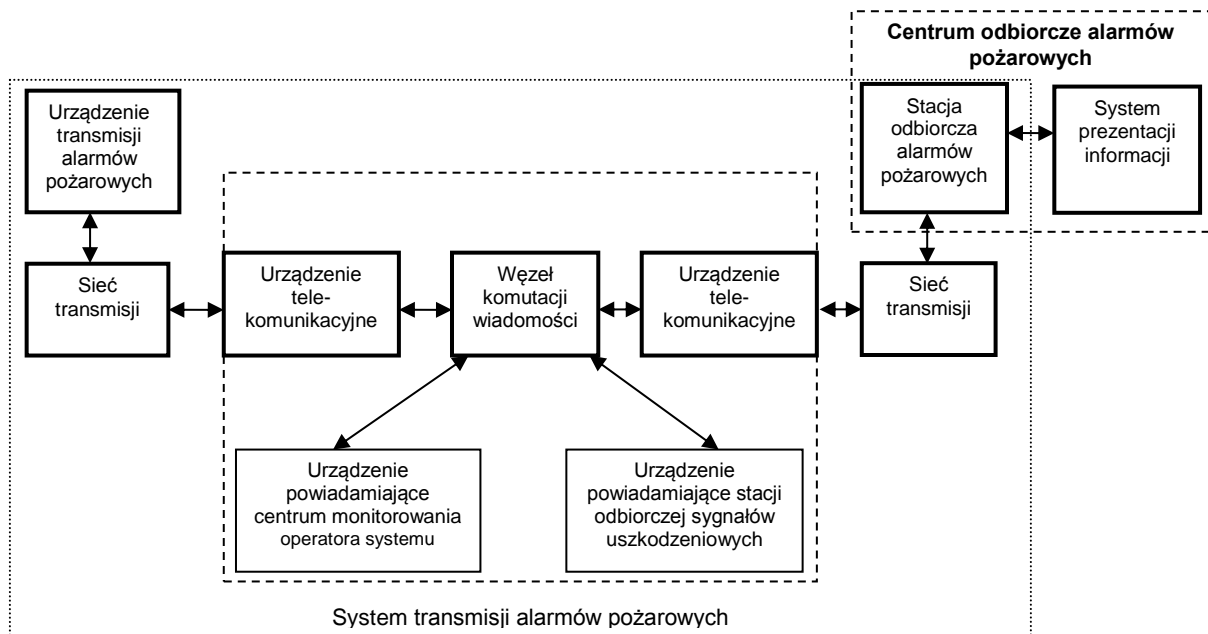 Centrum odbiorcze alarmów
pożarowych
Urządzenie
transmisji
alarmów
pożarowych
Stacja
odbiorcza
alarmów
pożarowych
System
prezentacji
informacji
Sieć
transmisji
Urządzenie
tele-
komunikacyjne
Węzeł
komutacji
wiadomości
Urządzenie
tele-
komunikacyjne
Sieć
transmisji
Urządzenie
powiadamiające
centrum monitorowania
operatora systemu
Urządzenie
powiadamiające stacji
odbiorczej sygnałów
uszkodzeniowych
System transmisji alarmów pożarowych